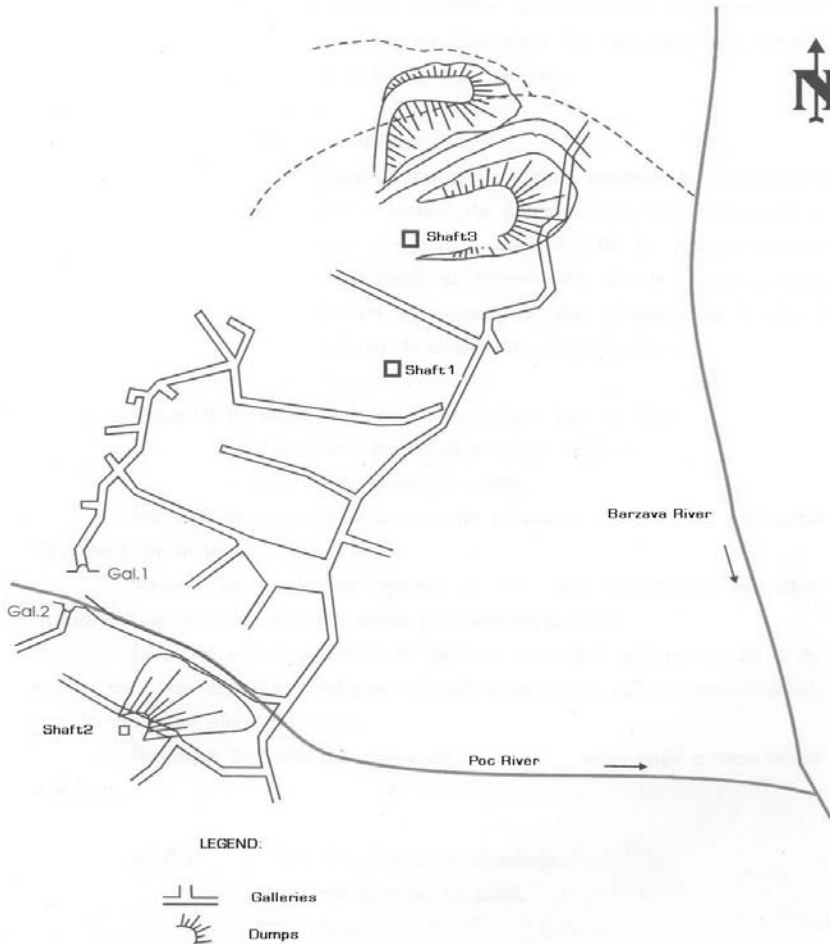 N
Shaft3
Shaft1
Barzava River
Gal.1
Gal.2
Shaft2
Poc River
LEGEND:
Galleries
Dumps